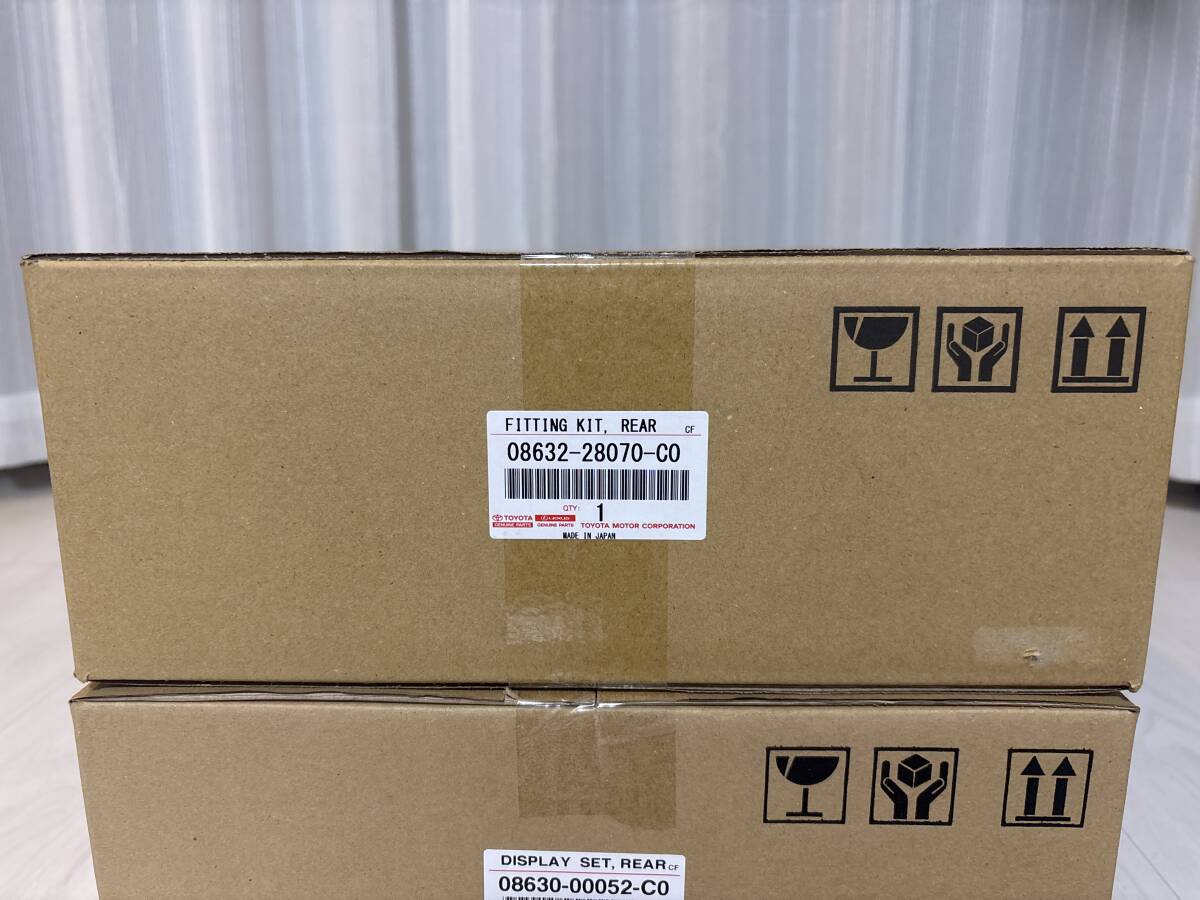 FITTING KIT, REAR CF
08632-28070-C0
QTY: 1
TOYOTA LEXUS
GENUINE PARTS GENUINE PARTS TOYOTA MOTOR CORPORATION
MADE IN JAPAN
DISPLAY SET, REAR CF
08630-00052-C0